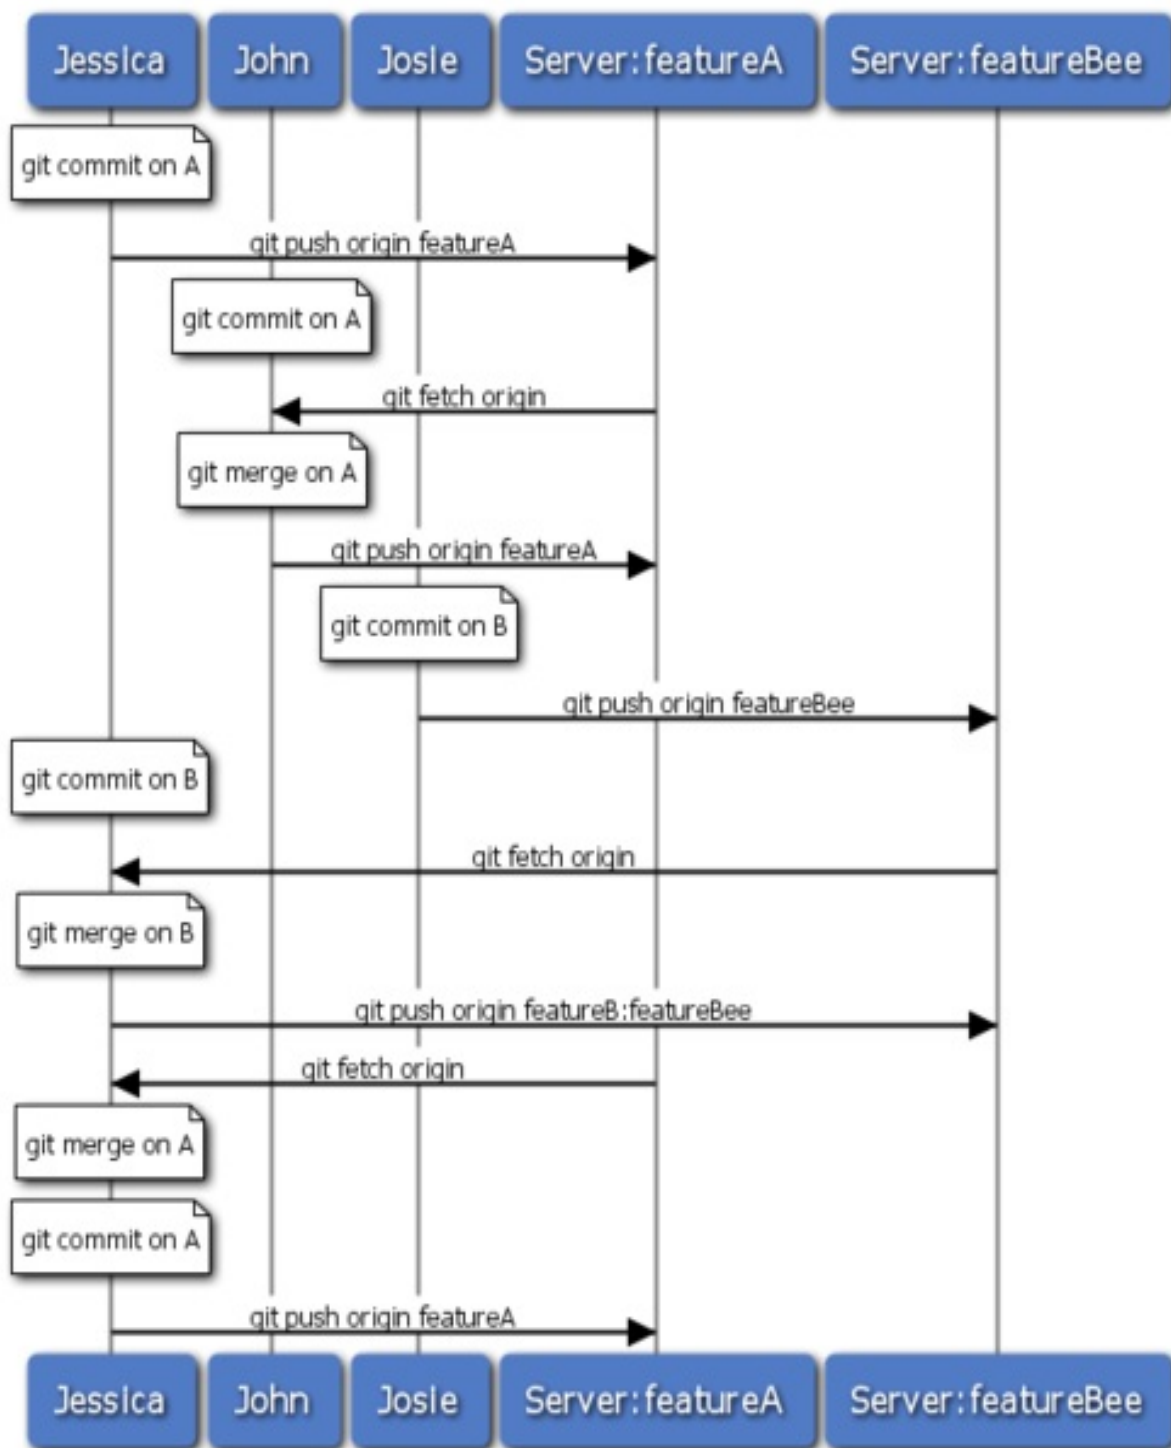 Jessica John Josie Server:featureA Server:featureBee
git commit on A
git push origin featureA
git commit on A
git fetch origin
git merge on A
git push origin featureA
git commit on B
git push origin featureBee
git commit on B
git fetch origin
git merge on B
git push origin featureB:featureBee
git fetch origin
git merge on A
git commit on A
git push origin featureA
Jessica John Josie Server:featureA Server:featureBee